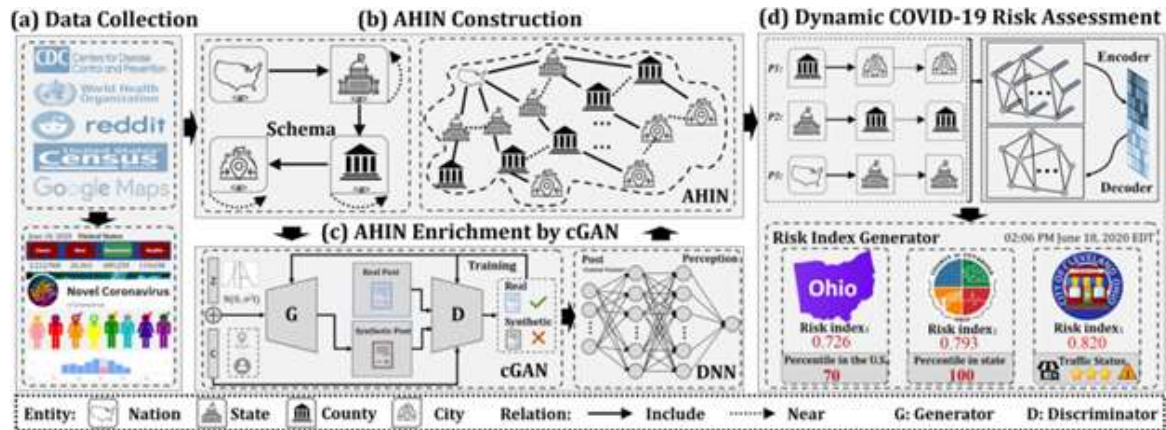 (a) Data Collection
CDC Centers for Disease Control and Prevention
World Health Organization
reddit
Census
Google Maps
Novel Coronavirus
(b) AHIN Construction
Schema
AHIN
(c) AHIN Enrichment by cGAN
Training
G
Real Post
Synthetic Post
D
Real
Synthetic
cGAN
Post
Perception
DNN
(d) Dynamic COVID-19 Risk Assessment
P1:
P2:
P3:
Encoder
Decoder
Risk Index Generator
02:06 PM June 18, 2020 EDT
Ohio
Risk index:
0.726
Percentile in the U.S.
70
Risk index:
0.793
Percentile in state
100
Risk index:
0.820
Traffic Status
Entity: Nation State County City Relation: Include Near G: Generator D: Discriminator